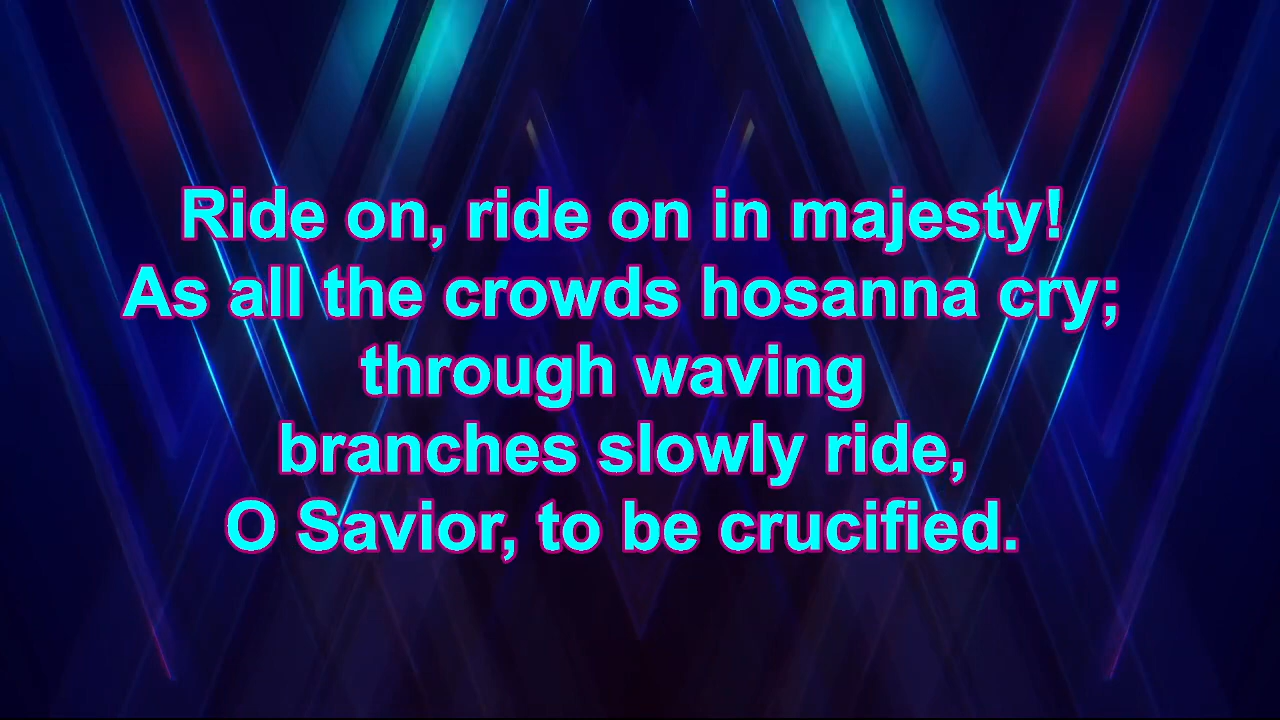 Ride on, ride on in majesty!
As all the crowds hosanna cry;
through waving
branches slowly ride,
O Savior, to be crucified.